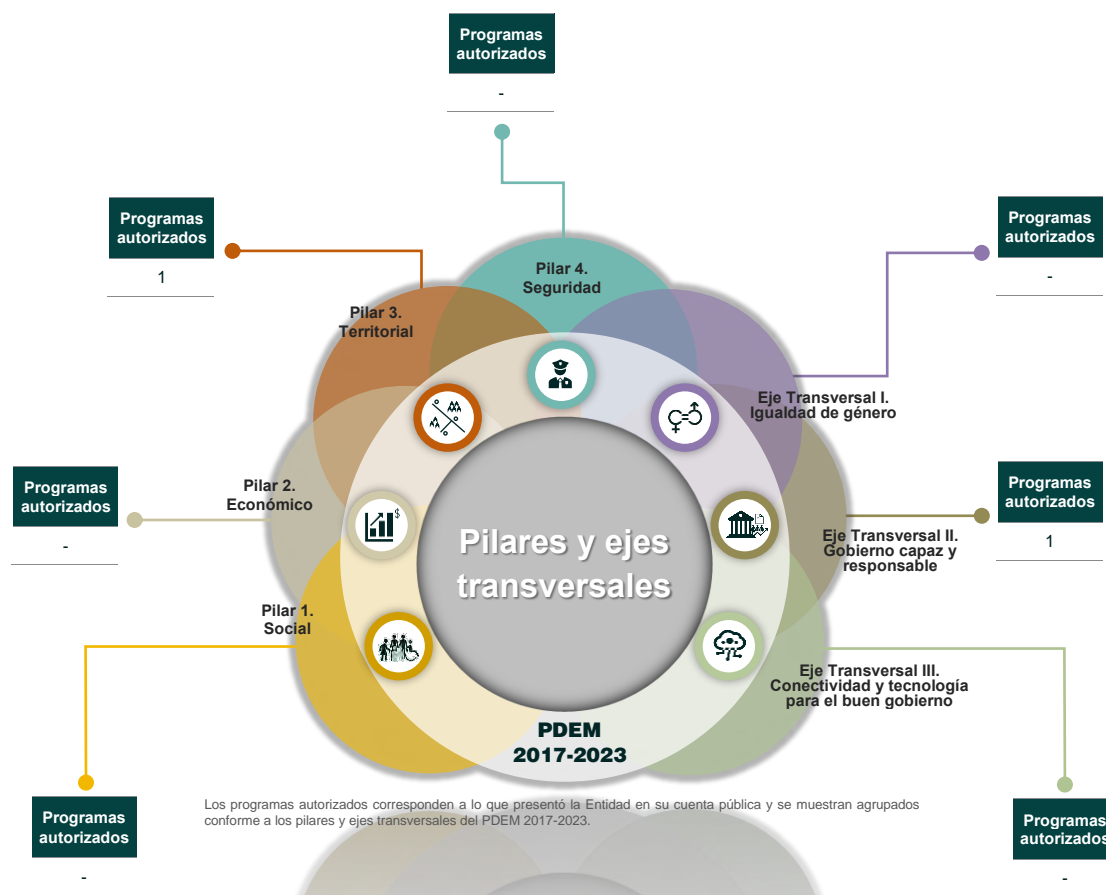 Programas
autorizados
-
Programas
autorizados
1
Programas
autorizados
-
Pilar 4.
Seguridad
Pilar 3.
Territorial
Eje Transversal I.
Igualdad de género
Programas
autorizados
-
Pilar 2.
Económico
Programas
autorizados
1
Eje Transversal II.
Gobierno capaz y
responsable
Pilares y ejes
transversales
Pilar 1.
Social
Eje Transversal III.
Conectividad y tecnología
para el buen gobierno
PDEM
2017-2023
Programas
autorizados
-
Los programas autorizados corresponden a lo que presentó la Entidad en su cuenta pública y se muestran agrupados
conforme a los pilares y ejes transversales del PDEM 2017-2023.
Programas
autorizados
-